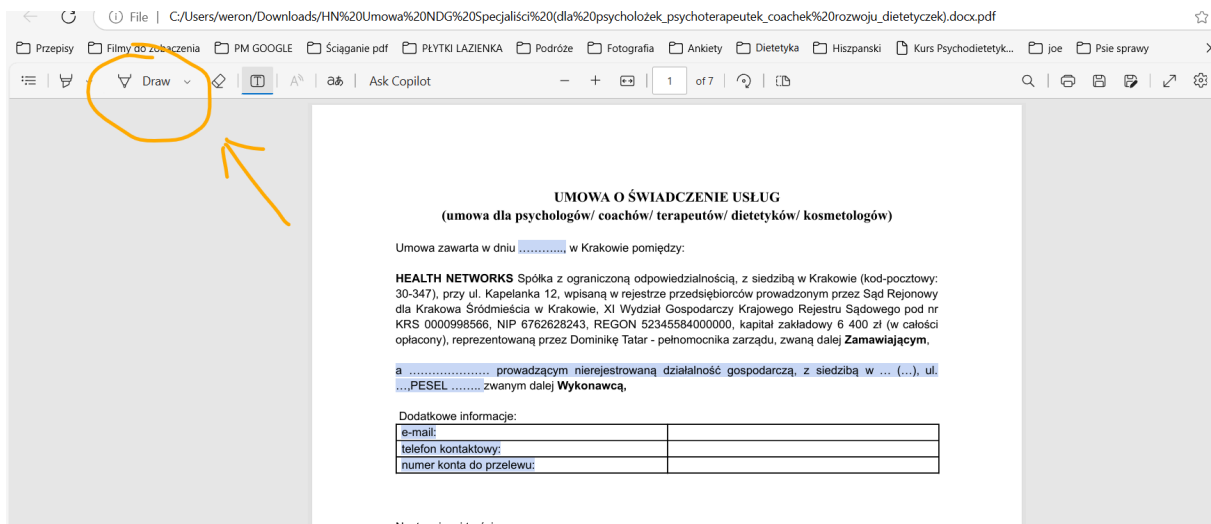 File | C:/Users/weron/Downloads/HN%20Umowa%20NDG%20Specjaliści%20(dla%20psycholożek_psychoterapeutek_coachek%20rozwoju_dietetyczek).docx.pdf
Przepisy Filmy do zobaczenia PM GOOGLE Ściąganie pdf PŁYTKI LAZIENKA Podróże Fotografia Ankiety Dietetyka Hiszpanski Kurs Psychodietetyk... joe Psie sprawy
Draw Ask Copilot 1 of 7
UMOWA O ŚWIADCZENIE USŁUG
(umowa dla psychologów/ coachów/ terapeutów/ dietetyków/ kosmetologów)
Umowa zawarta w dniu ……….., w Krakowie pomiędzy:
HEALTH NETWORKS Spółka z ograniczoną odpowiedzialnością, z siedzibą w Krakowie (kod-pocztowy:
30-347), przy ul. Kapelanka 12, wpisaną w rejestrze przedsiębiorców prowadzonym przez Sąd Rejonowy
dla Krakowa Śródmieścia w Krakowie, XI Wydział Gospodarczy Krajowego Rejestru Sądowego pod nr
KRS 0000998566, NIP 6762628243, REGON 52345584000000, kapitał zakładowy 6 400 zł (w całości
opłacony), reprezentowaną przez Dominikę Tatar - pełnomocnika zarządu, zwaną dalej Zamawiającym,
a ………………… prowadzącym nierejestrowaną działalność gospodarczą, z siedzibą w … (…), ul.
…,PESEL …….. zwanym dalej Wykonawcą,
Dodatkowe informacje:
e-mail:
telefon kontaktowy:
numer konta do przelewu: